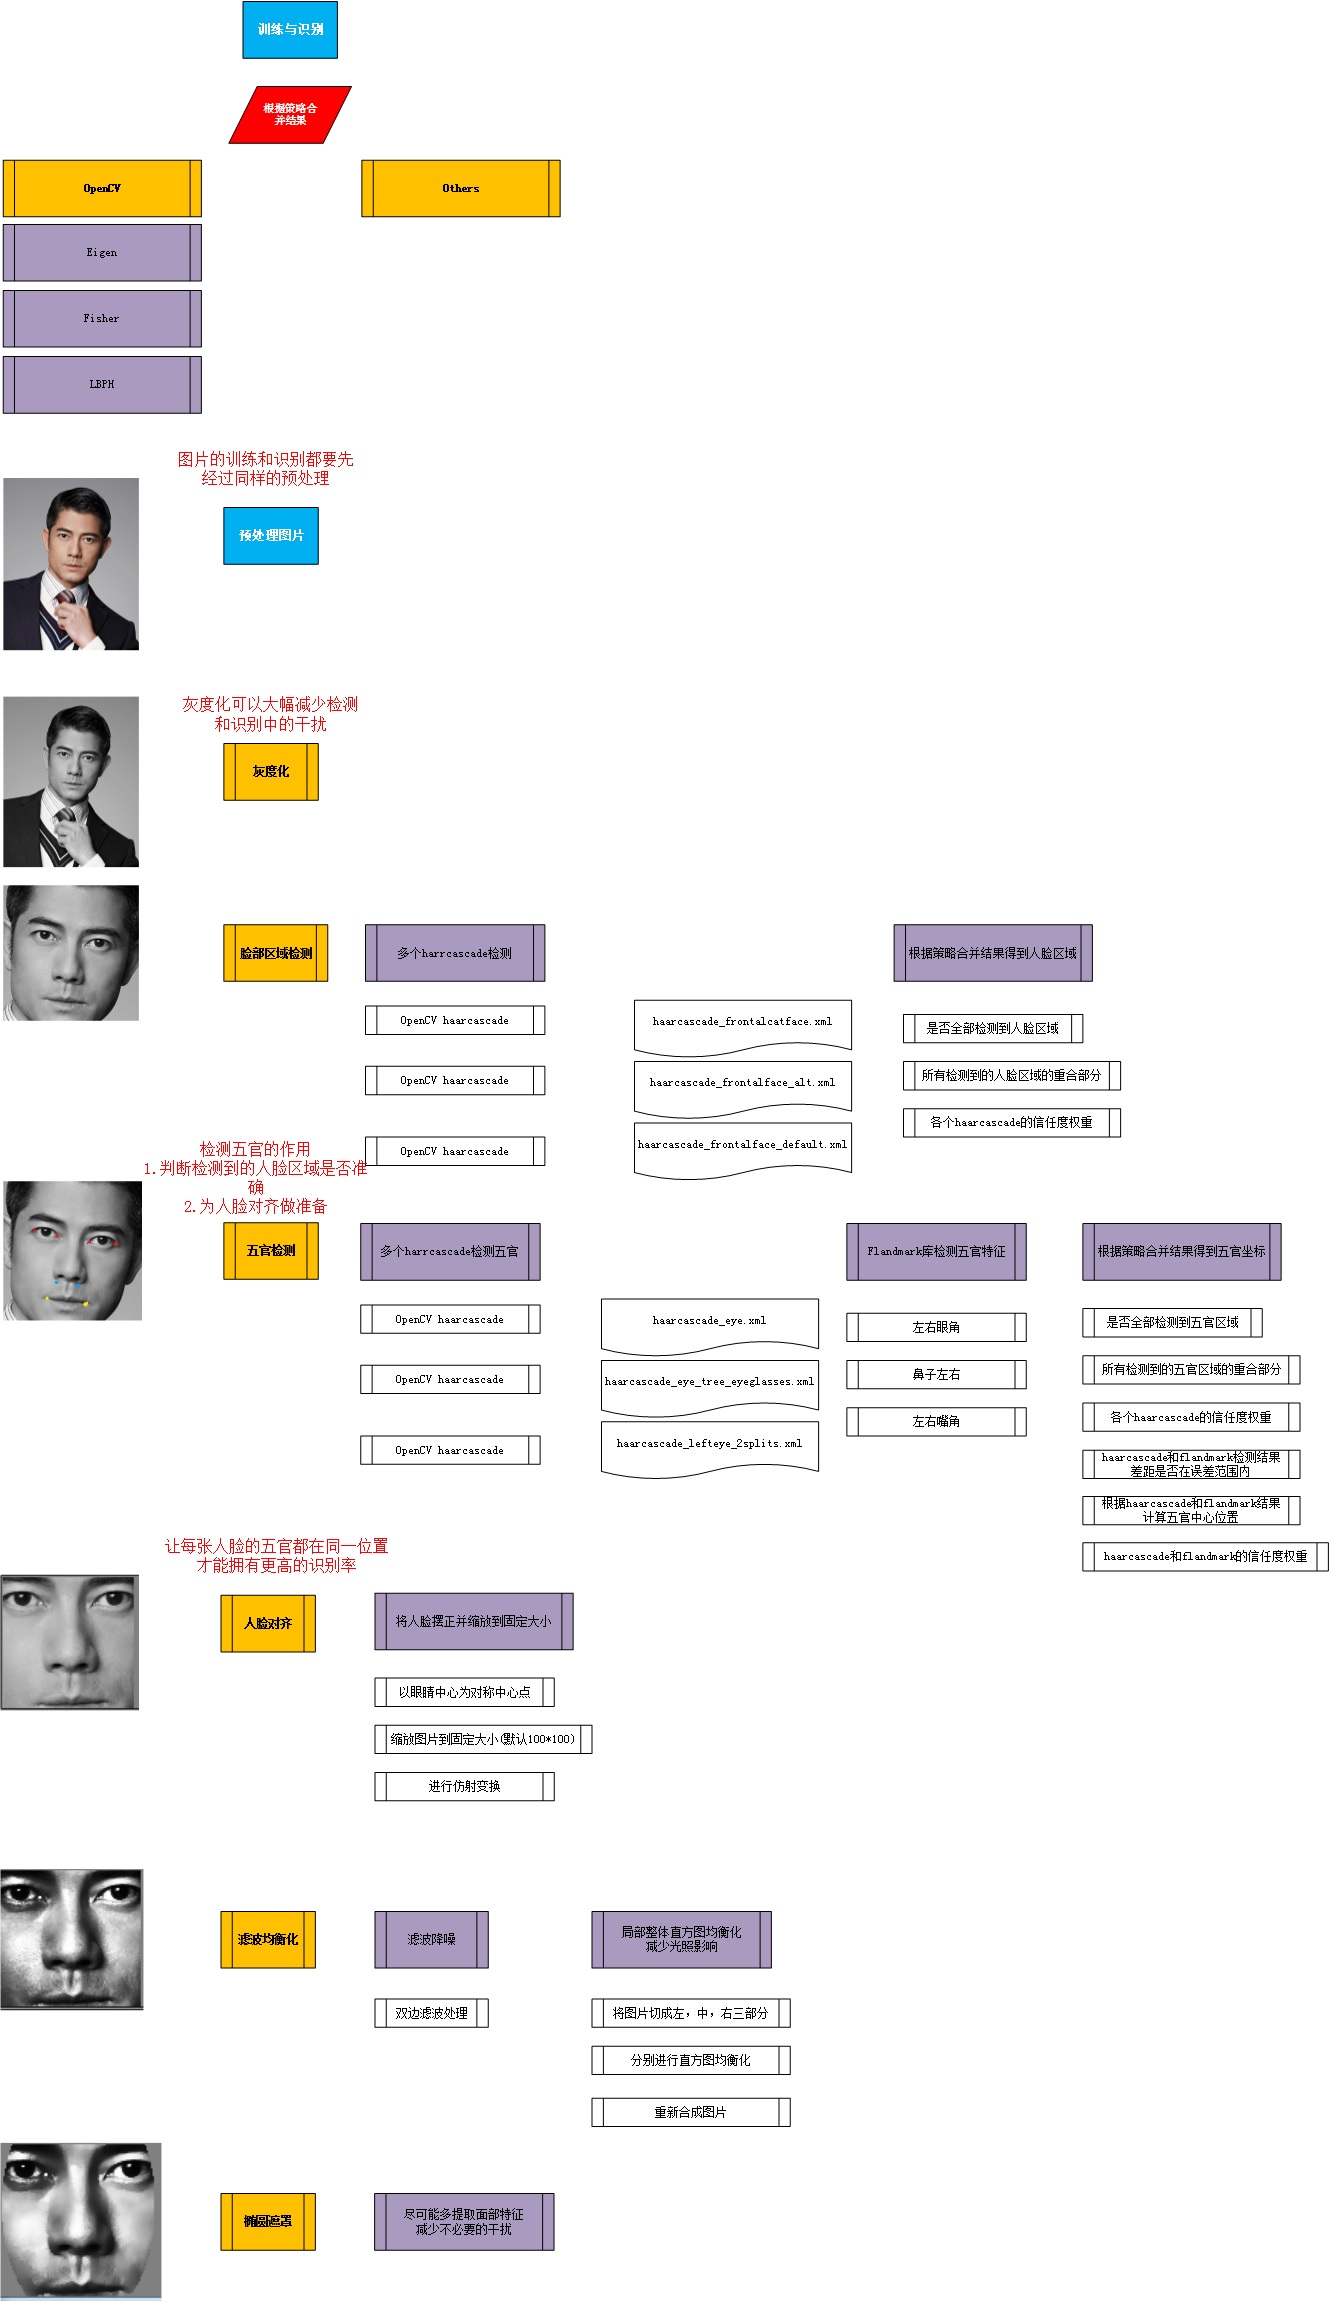 训练与识别
根据策略合
并结果
OpenCV
Others
Eigen
Fisher
LBPH
图片的训练和识别都要先
经过同样的预处理
预处理图片
灰度化可以大幅减少检测
和识别中的干扰
灰度化
脸部区域检测
多个harrcascade检测
根据策略合并结果得到人脸区域
OpenCV haarcascade
haarcascade_frontalcatface.xml
是否全部检测到人脸区域
OpenCV haarcascade
haarcascade_frontalface_alt.xml
所有检测到的人脸区域的重合部分
OpenCV haarcascade
haarcascade_frontalface_default.xml
各个haarcascade的信任度权重
检测五官的作用
1.判断检测到的人脸区域是否准
确
2.为人脸对齐做准备
五官检测
多个harrcascade检测五官
Flandmark库检测五官特征
根据策略合并结果得到五官坐标
OpenCV haarcascade
haarcascade_eye.xml
左右眼角
是否全部检测到五官区域
OpenCV haarcascade
haarcascade_eye_tree_eyeglasses.xml
鼻子左右
所有检测到的五官区域的重合部分
OpenCV haarcascade
haarcascade_lefteye_2splits.xml
左右嘴角
各个haarcascade的信任度权重
haarcascade和flandmark检测结果
差距是否在误差范围内
根据haarcascade和flandmark结果
计算五官中心位置
haarcascade和flandmark的信任度权重
让每张人脸的五官都在同一位置
才能拥有更高的识别率
人脸对齐
将人脸摆正并缩放到固定大小
以眼睛中心为对称中心点
缩放图片到固定大小(默认100*100)
进行仿射变换
滤波均衡化
滤波降噪
局部整体直方图均衡化
减少光照影响
双边滤波处理
将图片切成左，中，右三部分
分别进行直方图均衡化
重新合成图片
椭圆遮罩
尽可能多提取面部特征
减少不必要的干扰